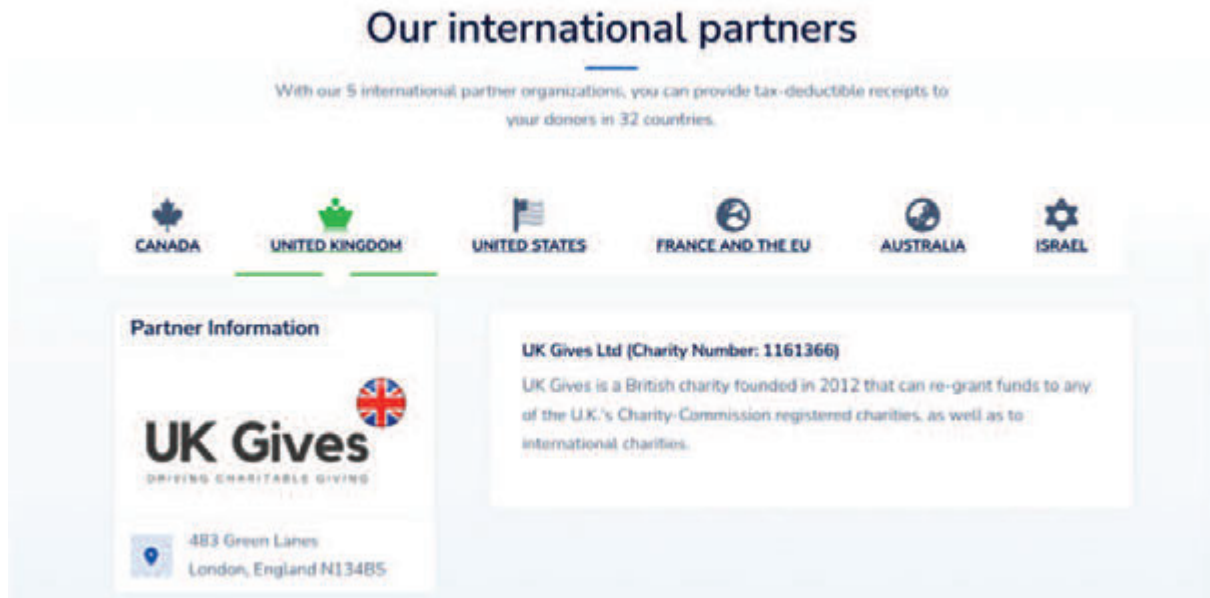 Our international partners
With our 5 international partner organizations, you can provide tax-deductible receipts to
your donors in 32 countries.
CANADA
UNITED KINGDOM
UNITED STATES
FRANCE AND THE EU
AUSTRALIA
ISRAEL
Partner Information
UK Gives
DRIVING CHARITABLE GIVING
483 Green Lanes
London, England N134BS
UK Gives Ltd (Charity Number: 1161366)
UK Gives is a British charity founded in 2012 that can re-grant funds to any
of the U.K.'s Charity-Commission registered charities, as well as to
international charities.